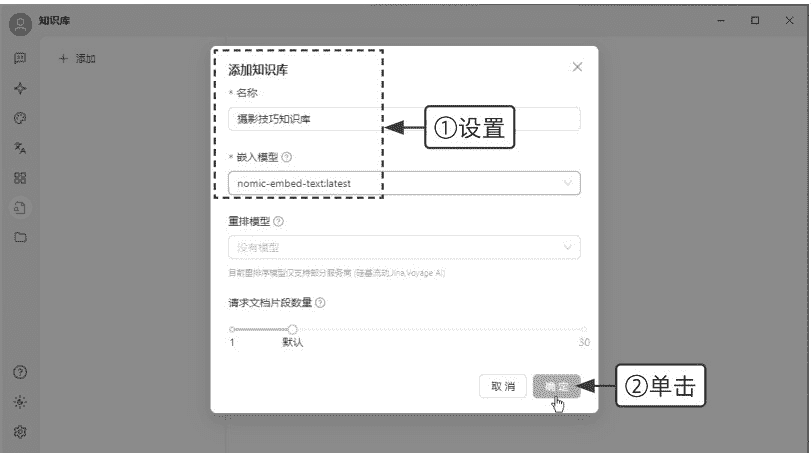 知识库
添加
添加知识库
* 名称
摄影技巧知识库
①设置
* 嵌入模型
nomic-embed-text:latest
重排模型
没有模型
目前重排序模型仅支持部分服务商 (硅基流动,Jina,Voyage AI)
请求文档片段数量
1 默认 30
取消 确定
②单击